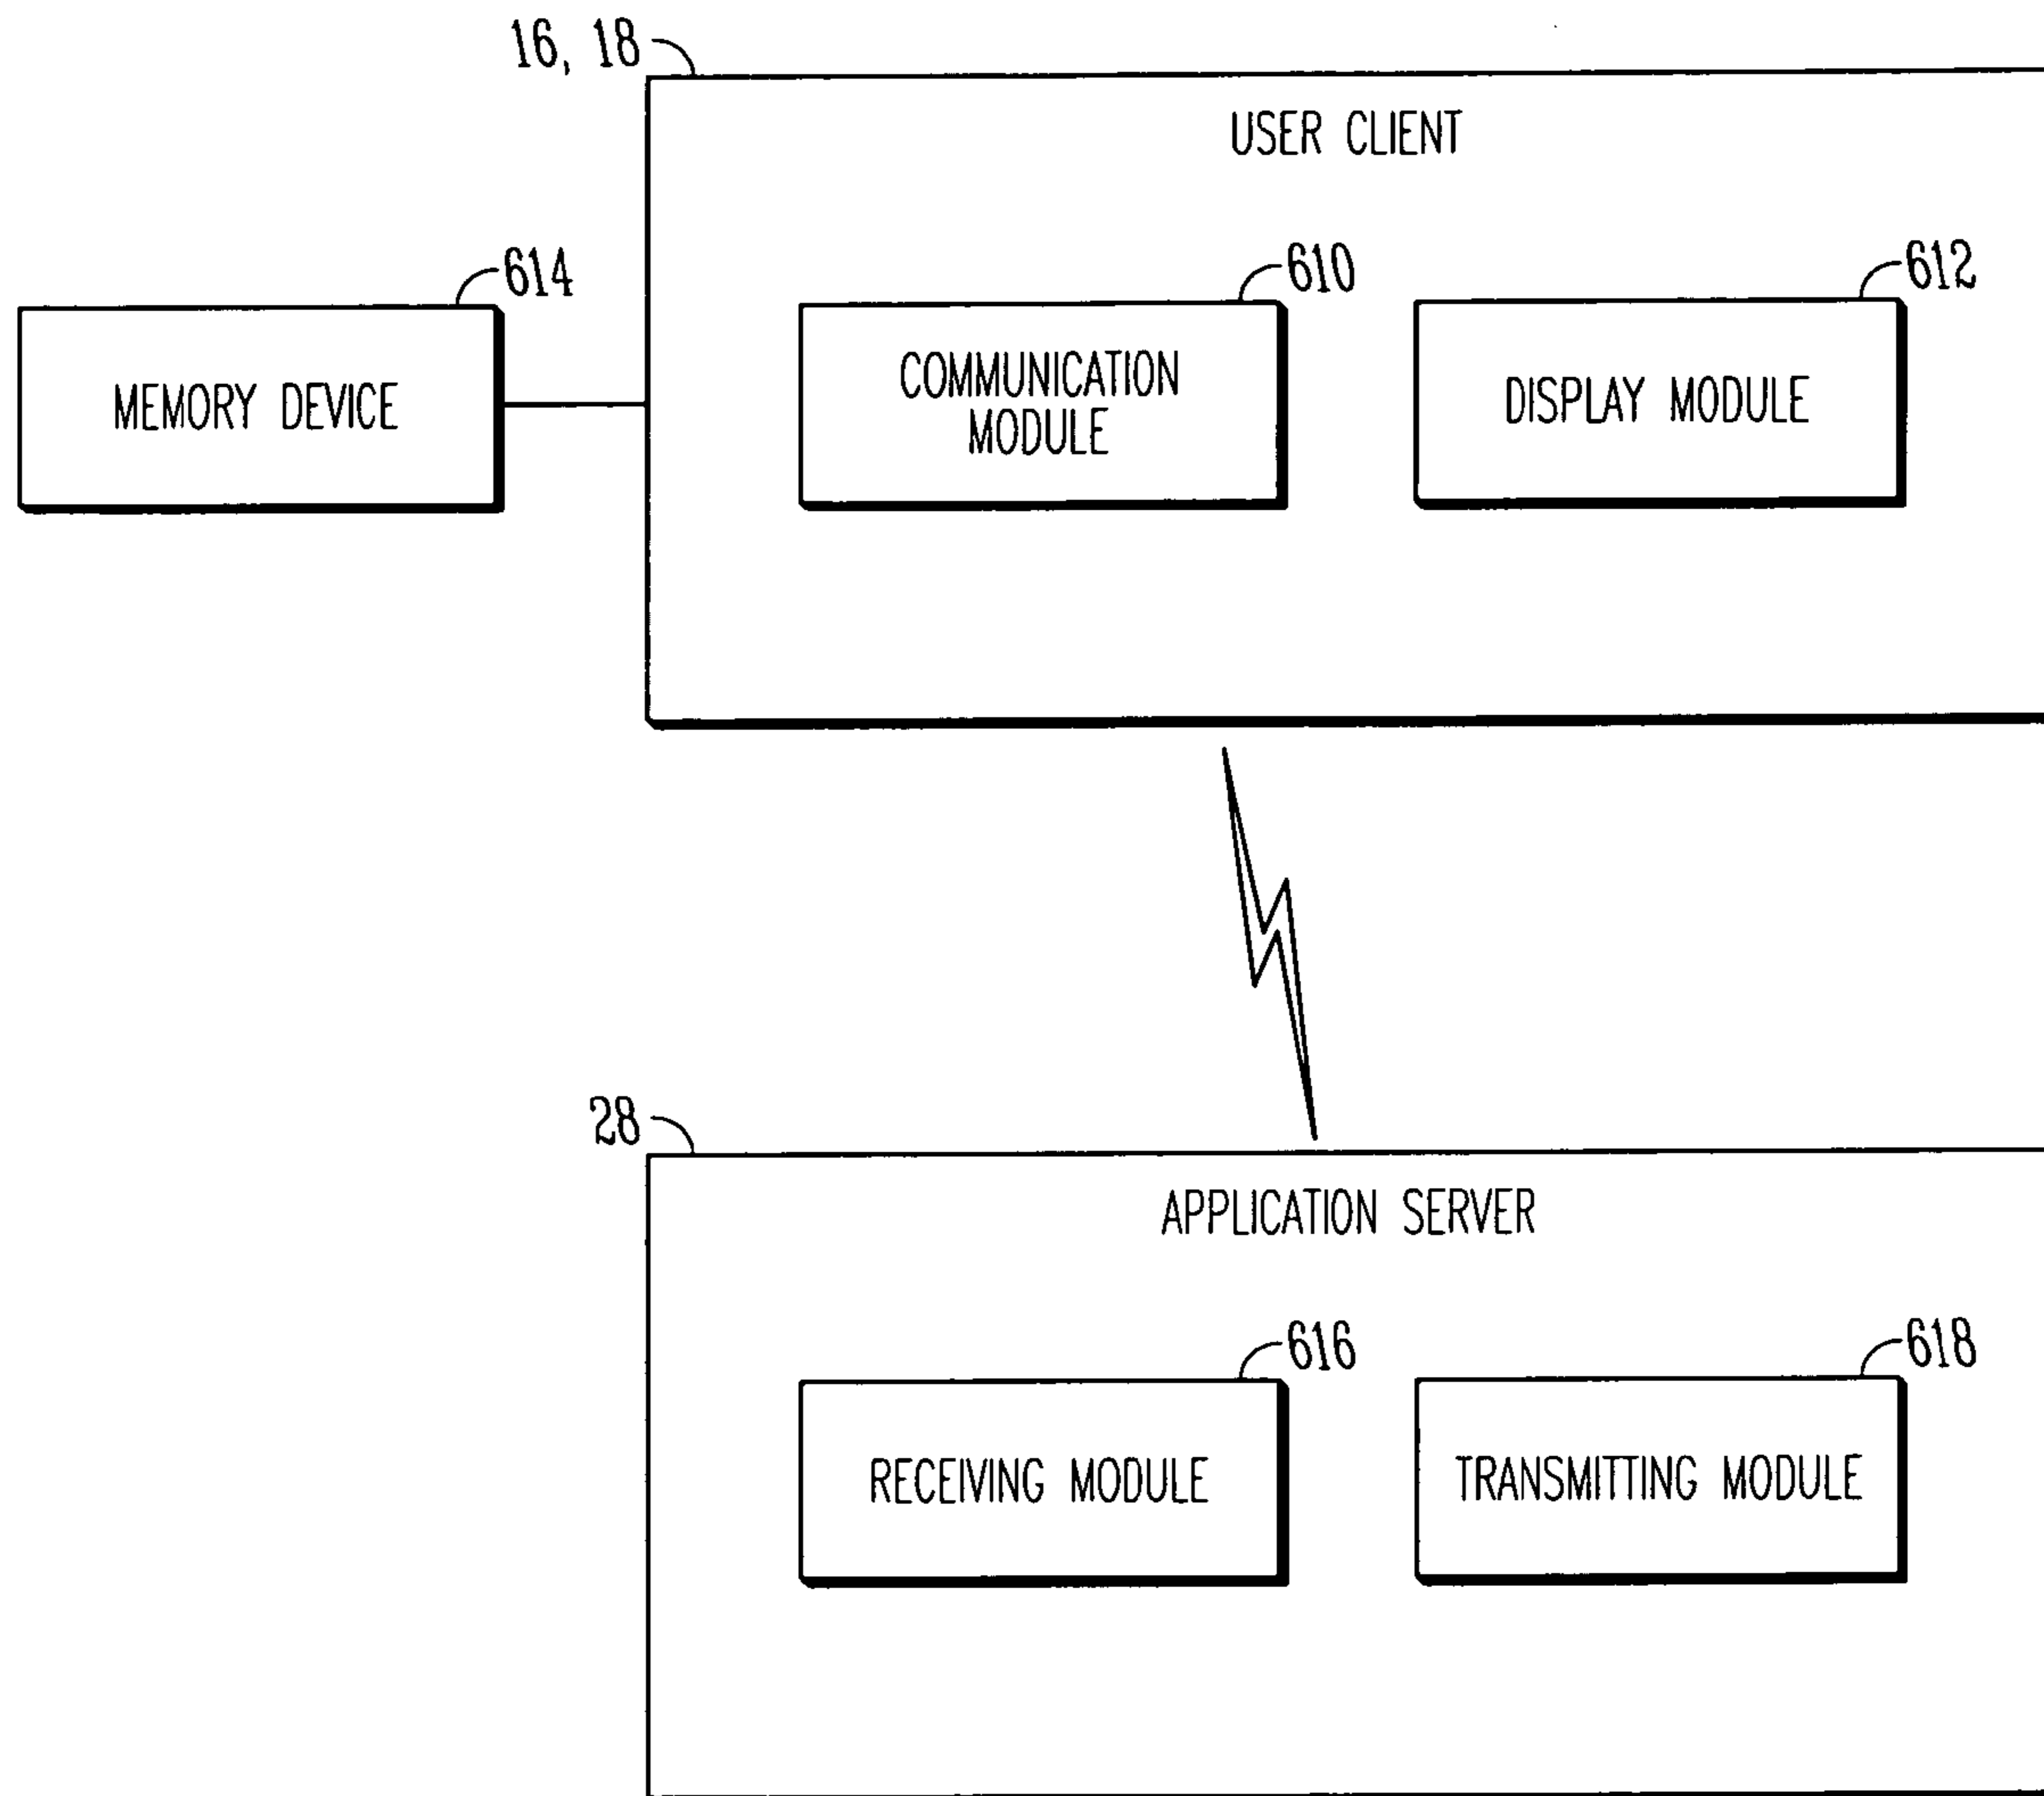 16, 18
USER CLIENT
614
610
612
MEMORY DEVICE
COMMUNICATION
MODULE
DISPLAY MODULE
28
APPLICATION SERVER
616
618
RECEIVING MODULE
TRANSMITTING MODULE